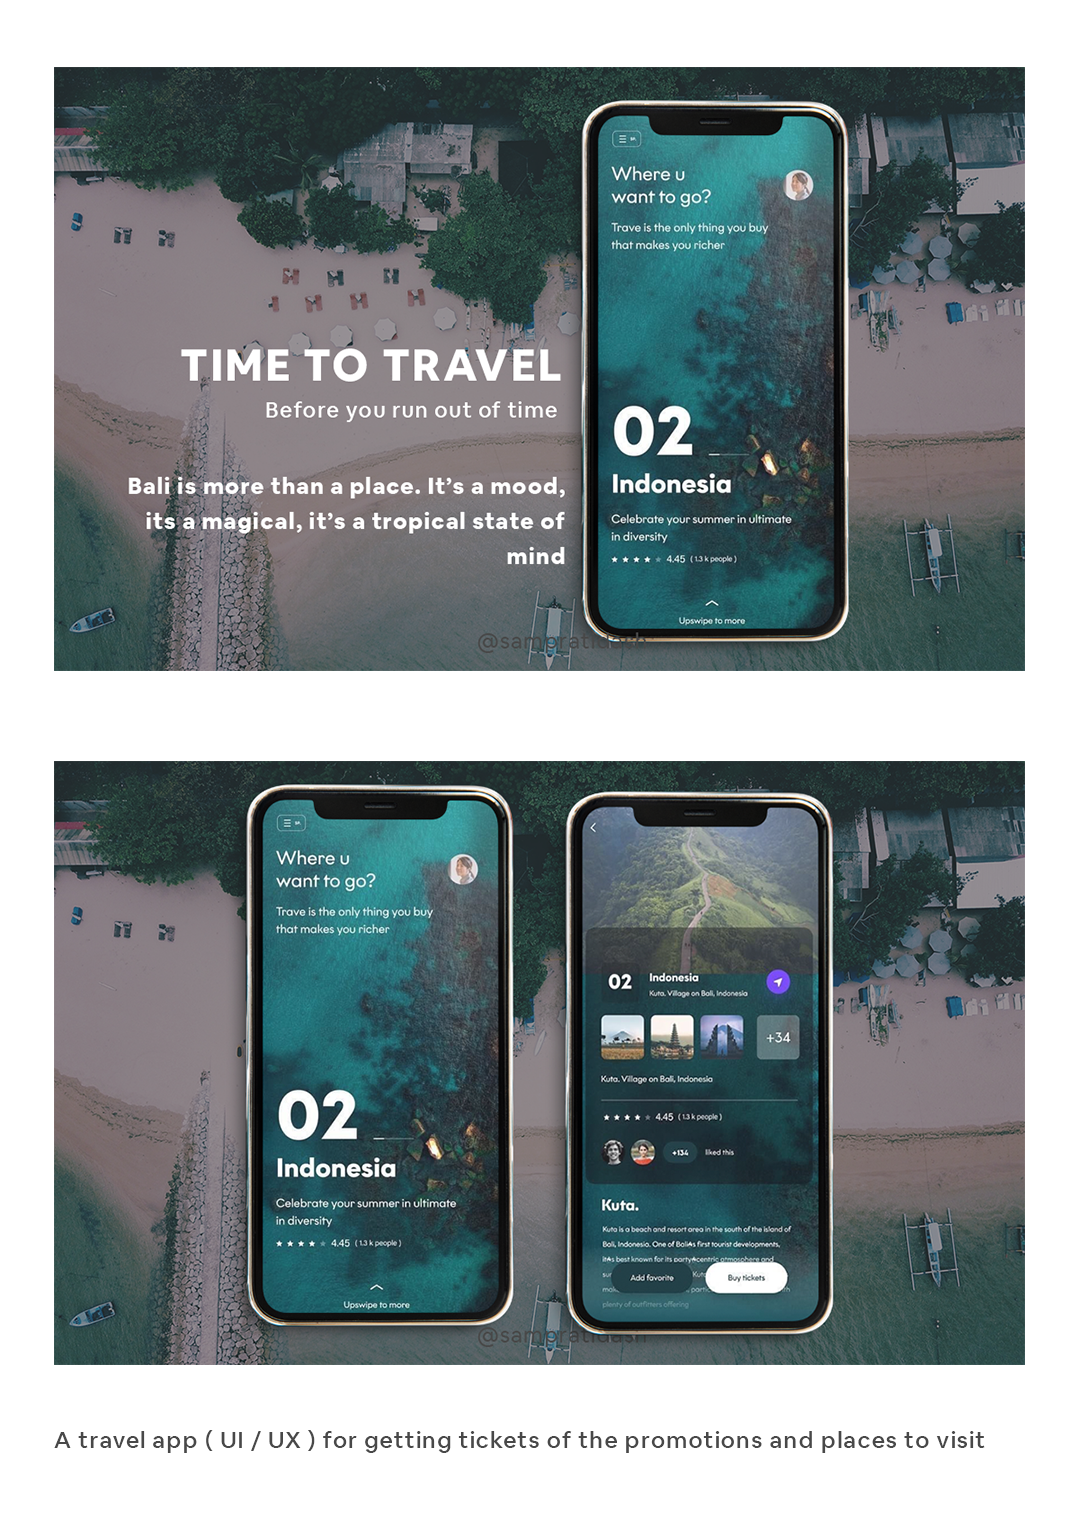 Where u
want to go?
Trave is the only thing you buy
that makes you richer
TIME TO TRAVEL
Before you run out of time
Bali is more than a place. It's a mood,
its a magical, it's a tropical state of
mind
02
Indonesia
Celebrate your summer in ultimate
in diversity
4.45 ( 1.3 k people )
Upswipe to more
@sampratidash
Where u
want to go?
Trave is the only thing you buy
that makes you richer
02
Indonesia
Celebrate your summer in ultimate
in diversity
4.45 ( 1.3 k people )
Upswipe to more
02
Indonesia
Kuta. Village on Bali, Indonesia
+34
Kuta. Village on Bali, Indonesia
4.45 ( 1.3 k people )
+134 liked this
Kuta.
Kuta is a beach and resort area in the south of the island of
Bali, Indonesia. One of Bali's first tourist developments,
it's best known for its party-centric atmosphere and
Add favorite
Buy tickets
plenty of outfitters offering
@sampratidash
A travel app ( UI / UX ) for getting tickets of the promotions and places to visit